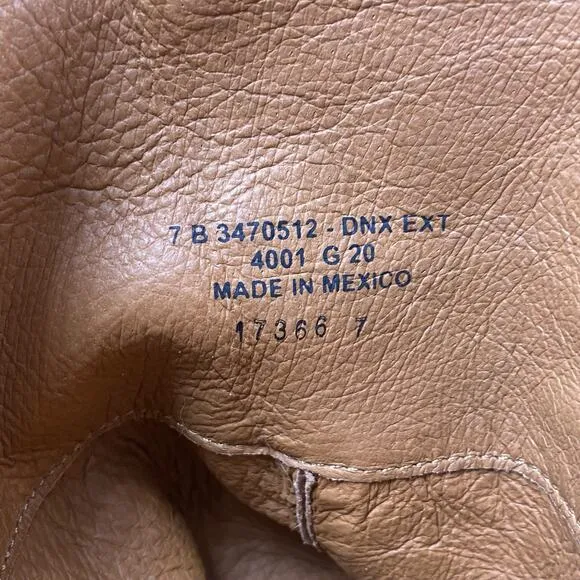 7 B 3470512 - DNX EXT
4001 G 20
MADE IN MEXICO
17366 7